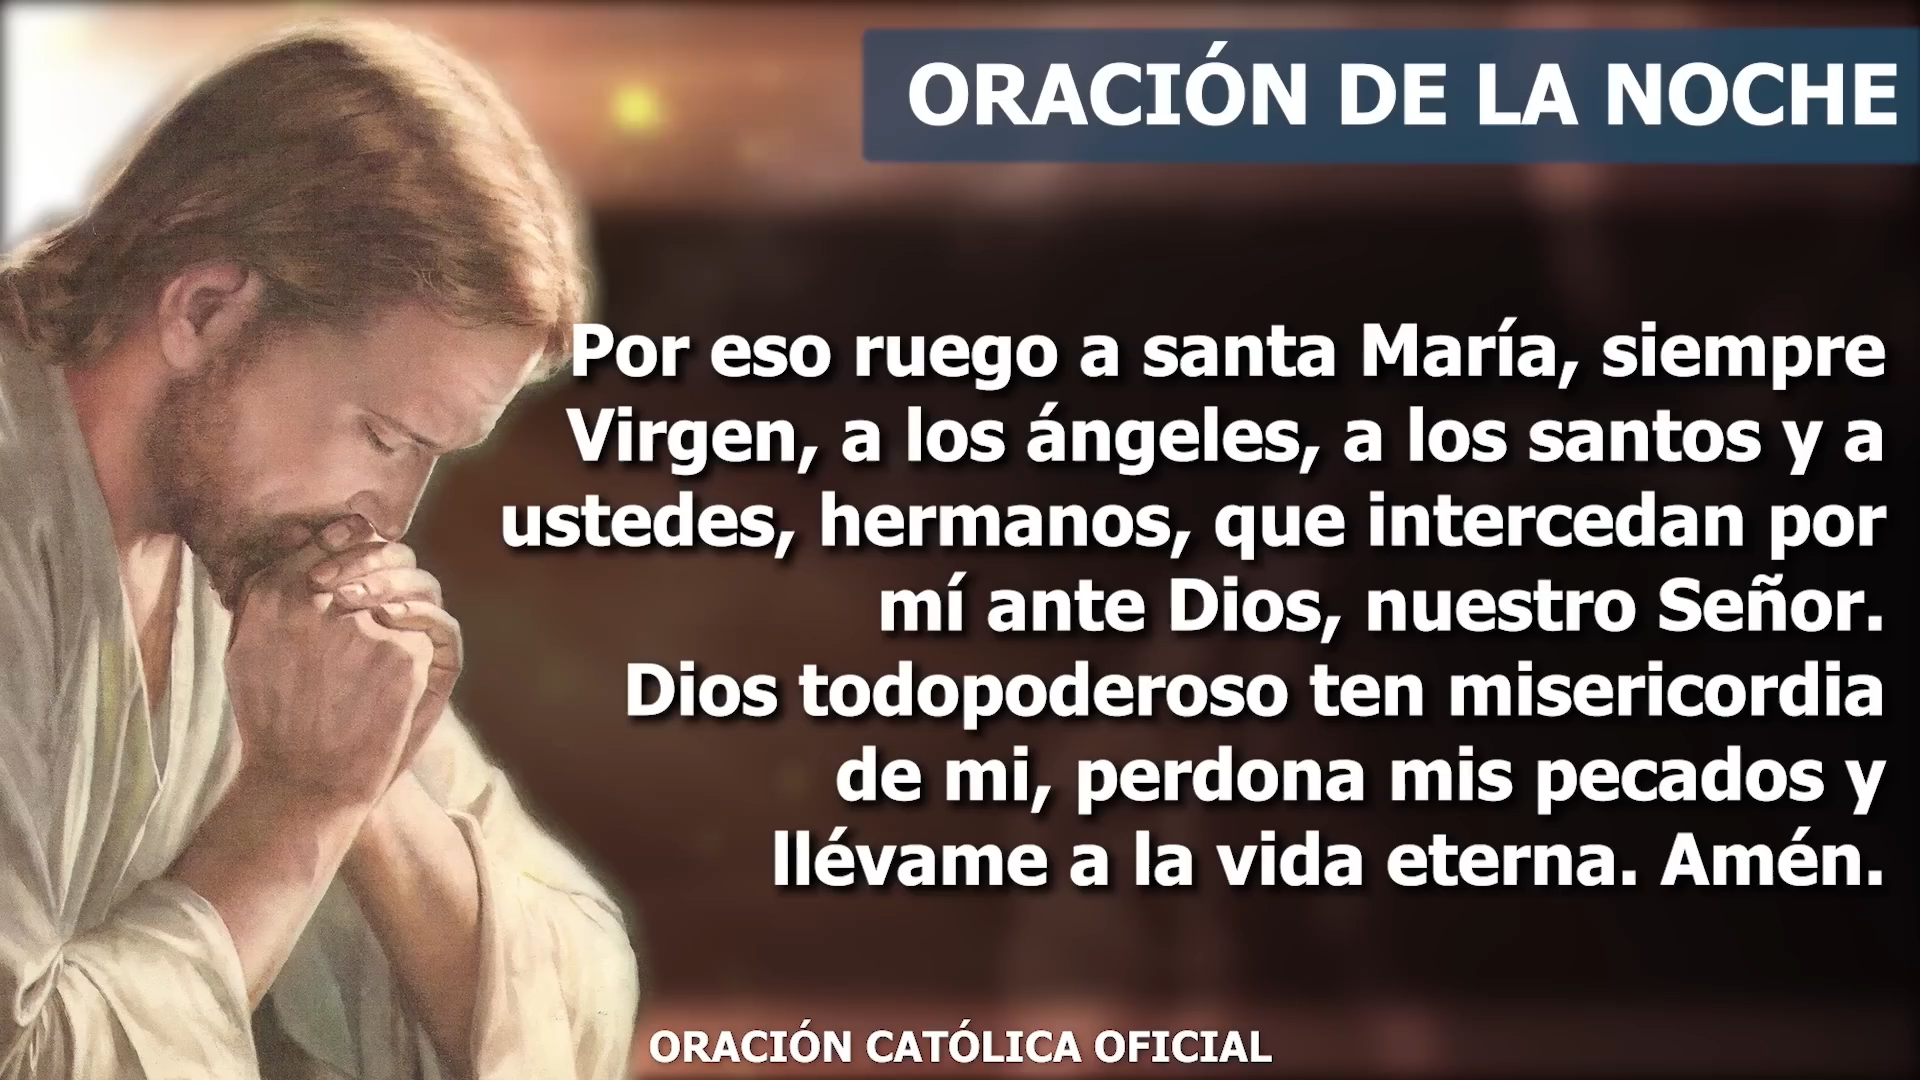 ORACIÓN DE LA NOCHE
Por eso ruego a santa María, siempre
Virgen, a los ángeles, a los santos y a
ustedes, hermanos, que intercedan por
mí ante Dios, nuestro Señor.
Dios todopoderoso ten misericordia
de mi, perdona mis pecados y
llévame a la vida eterna. Amén.
ORACIÓN CATÓLICA OFICIAL